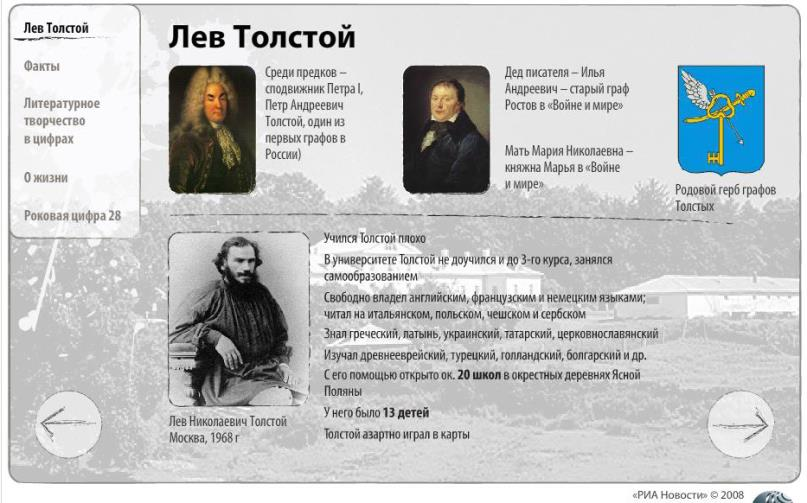 Лев Толстой
Факты
Литературное
творчество
в цифрах
О жизни
Роковая цифра 28
Лев Толстой
Среди предков –
сподвижник Петра I,
Петр Андреевич
Толстой, один из
первых графов в
России)
Дед писателя – Илья
Андреевич – старый граф
Ростов в «Войне и мире»
Мать Мария Николаевна –
княжна Марья в «Войне
и мире»
Родовой герб графов
Толстых
Учился Толстой плохо
В университете Толстой не доучился и до 3-го курса, занялся
самообразованием
Свободно владел английским, французским и немецким языками;
читал на итальянском, польском, чешском и сербском
Знал греческий, латынь, украинский, татарский, церковнославянский
Изучал древнееврейский, турецкий, голландский, болгарский и др.
С его помощью открыто ок. 20 школ в окрестных деревнях Ясной
Поляны
У него было 13 детей
Толстой азартно играл в карты
Лев Николаевич Толстой
Москва, 1968 г
«РИА Новости» © 2008